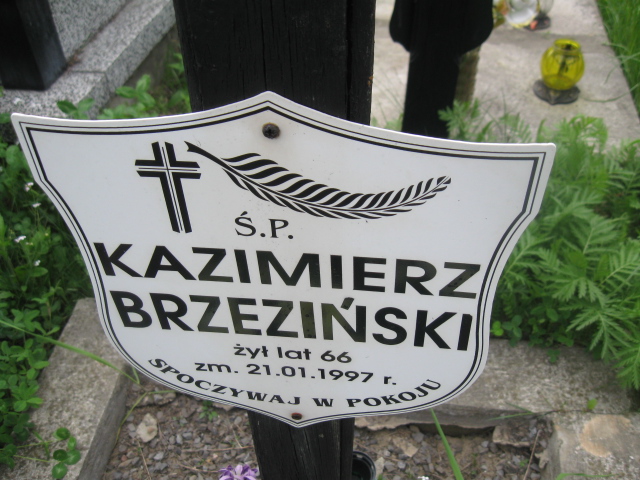 Ś.P.
KAZIMIERZ
BRZEZIŃSKI
żył lat 66
zm. 21.01.1997 r.
SPOCZYWAJ W POKOJU